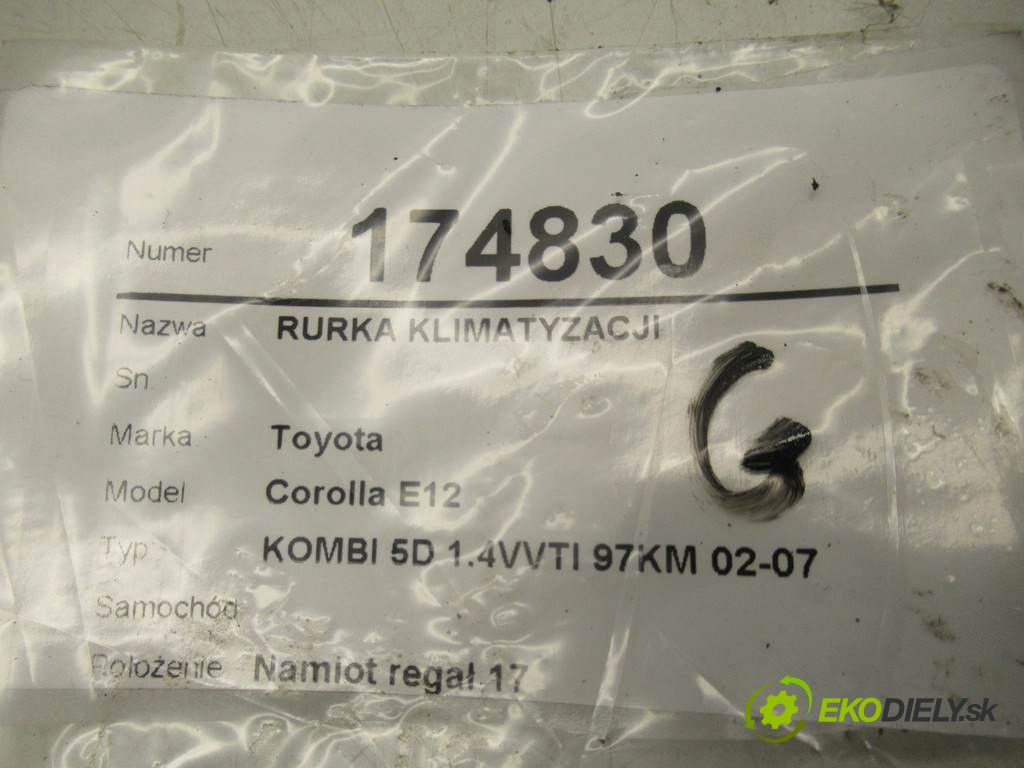 Numer 174830
Nazwa RURKA KLIMATYZACJI
Sn
Marka Toyota
G
Model Corolla E12
Typ KOMBI 5D 1.4VVTI 97KM 02-07
Samochód
Położenie Namiot regał 17
EKODIELY.sk